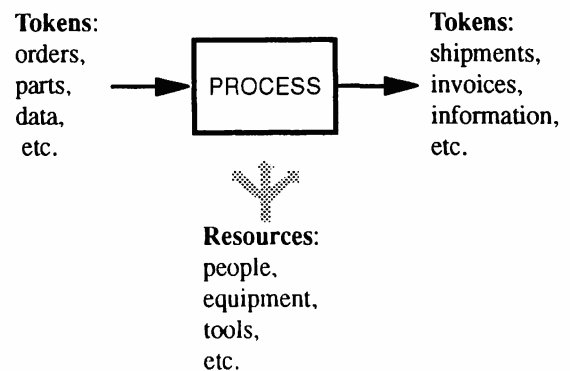 Tokens:
orders,
parts,
data,
etc.
PROCESS
Tokens:
shipments,
invoices,
information,
etc.
Resources:
people,
equipment,
tools,
etc.